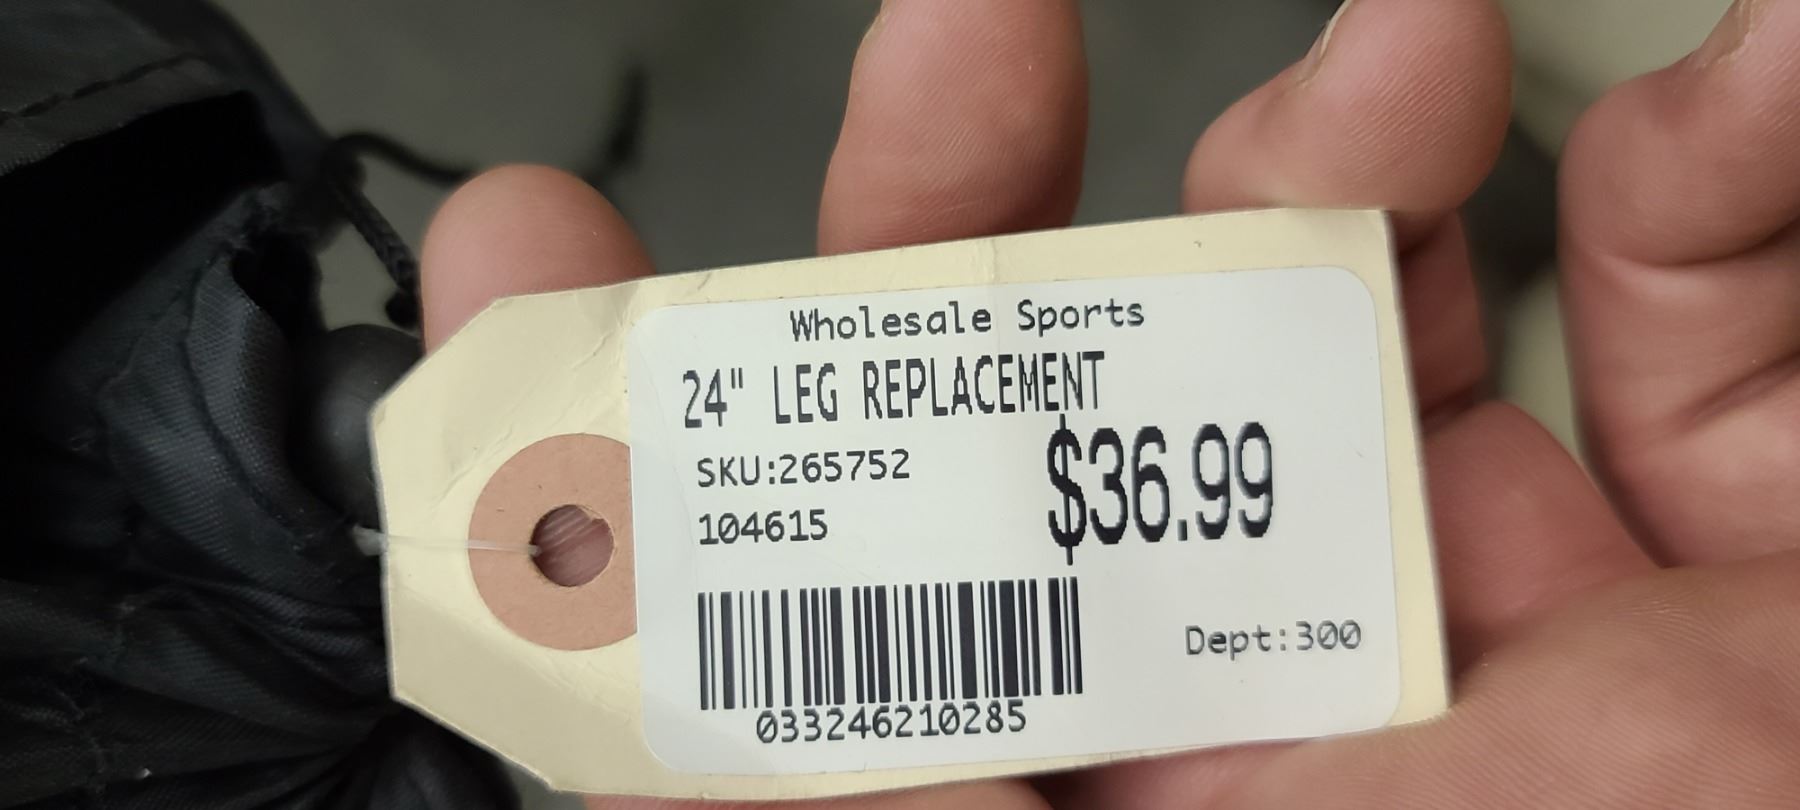 Wholesale Sports
24" LEG REPLACEMENT
SKU:265752
$36.99
104615
Dept:300
033246210285